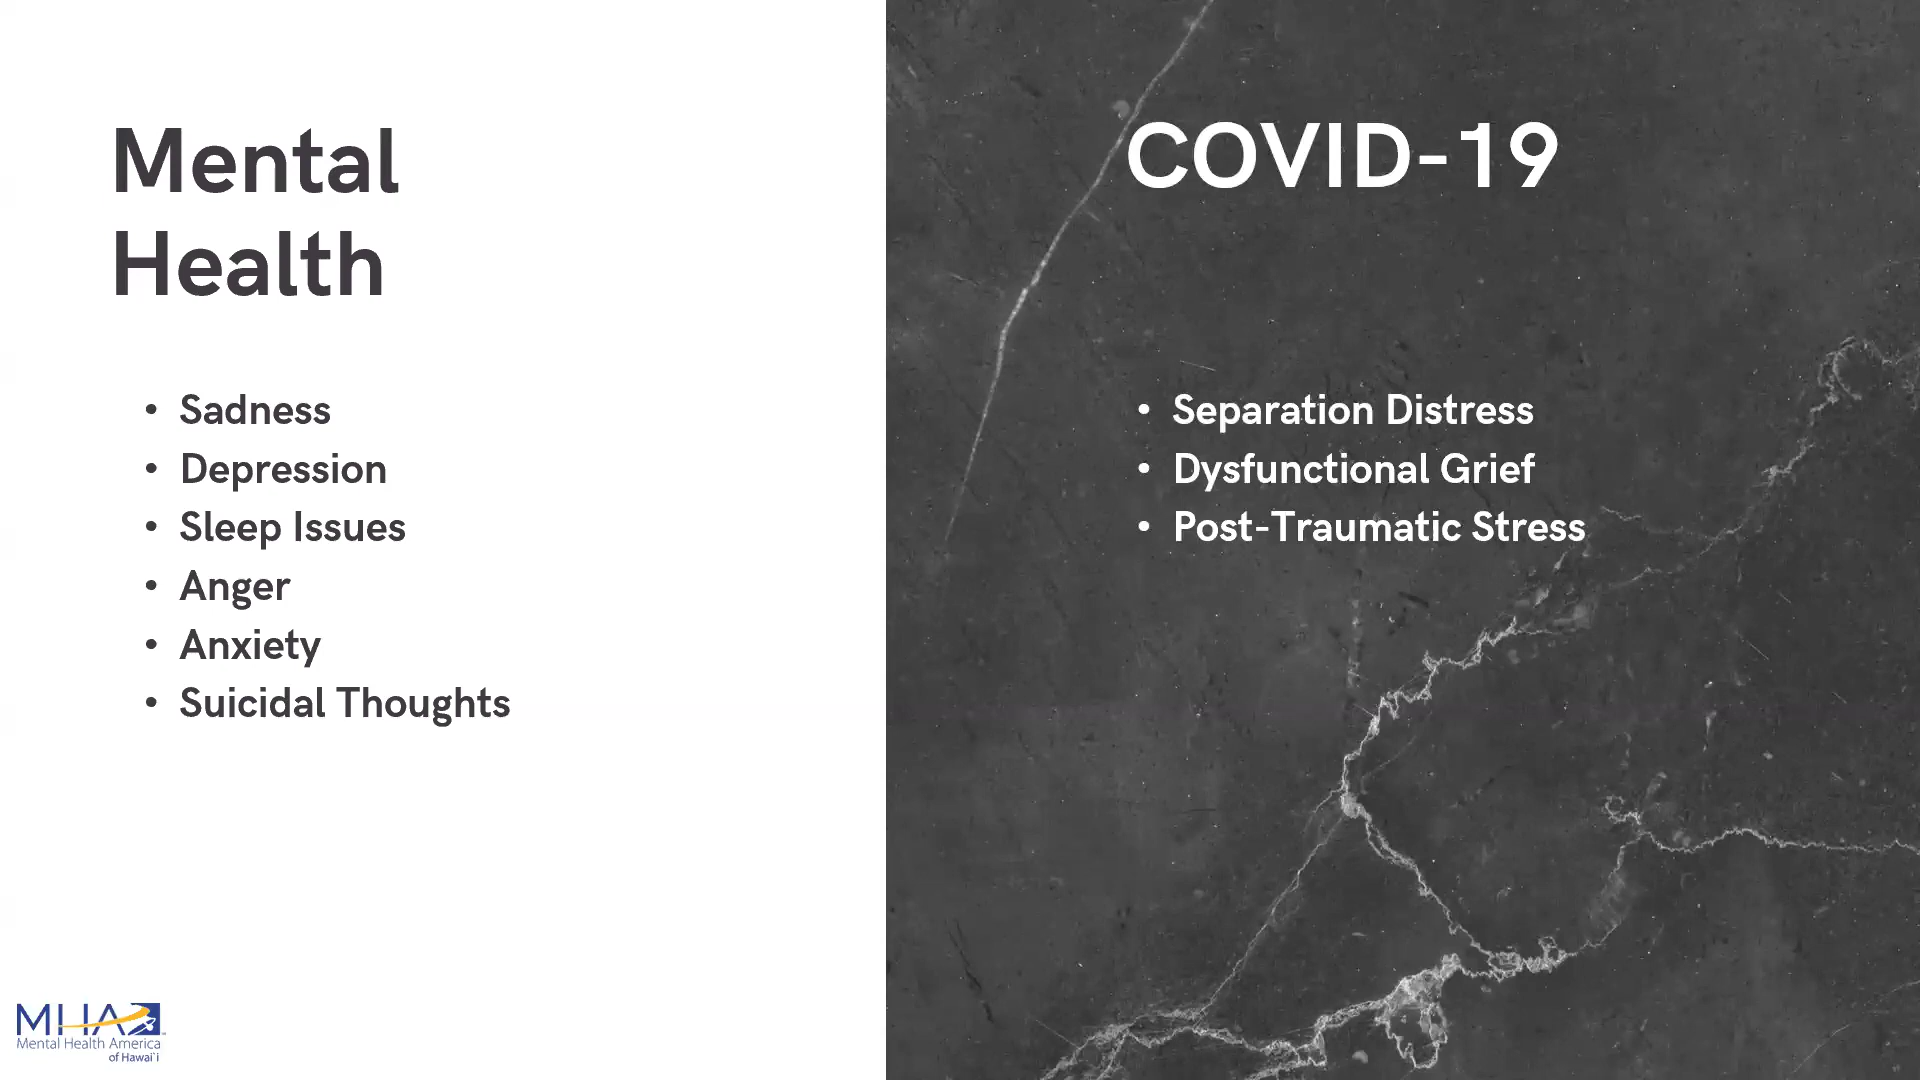 Mental
Health
• Sadness
• Depression
• Sleep Issues
• Anger
• Anxiety
• Suicidal Thoughts
COVID-19
• Separation Distress
• Dysfunctional Grief
• Post-Traumatic Stress
MHA
Mental Health America
of Hawai`i